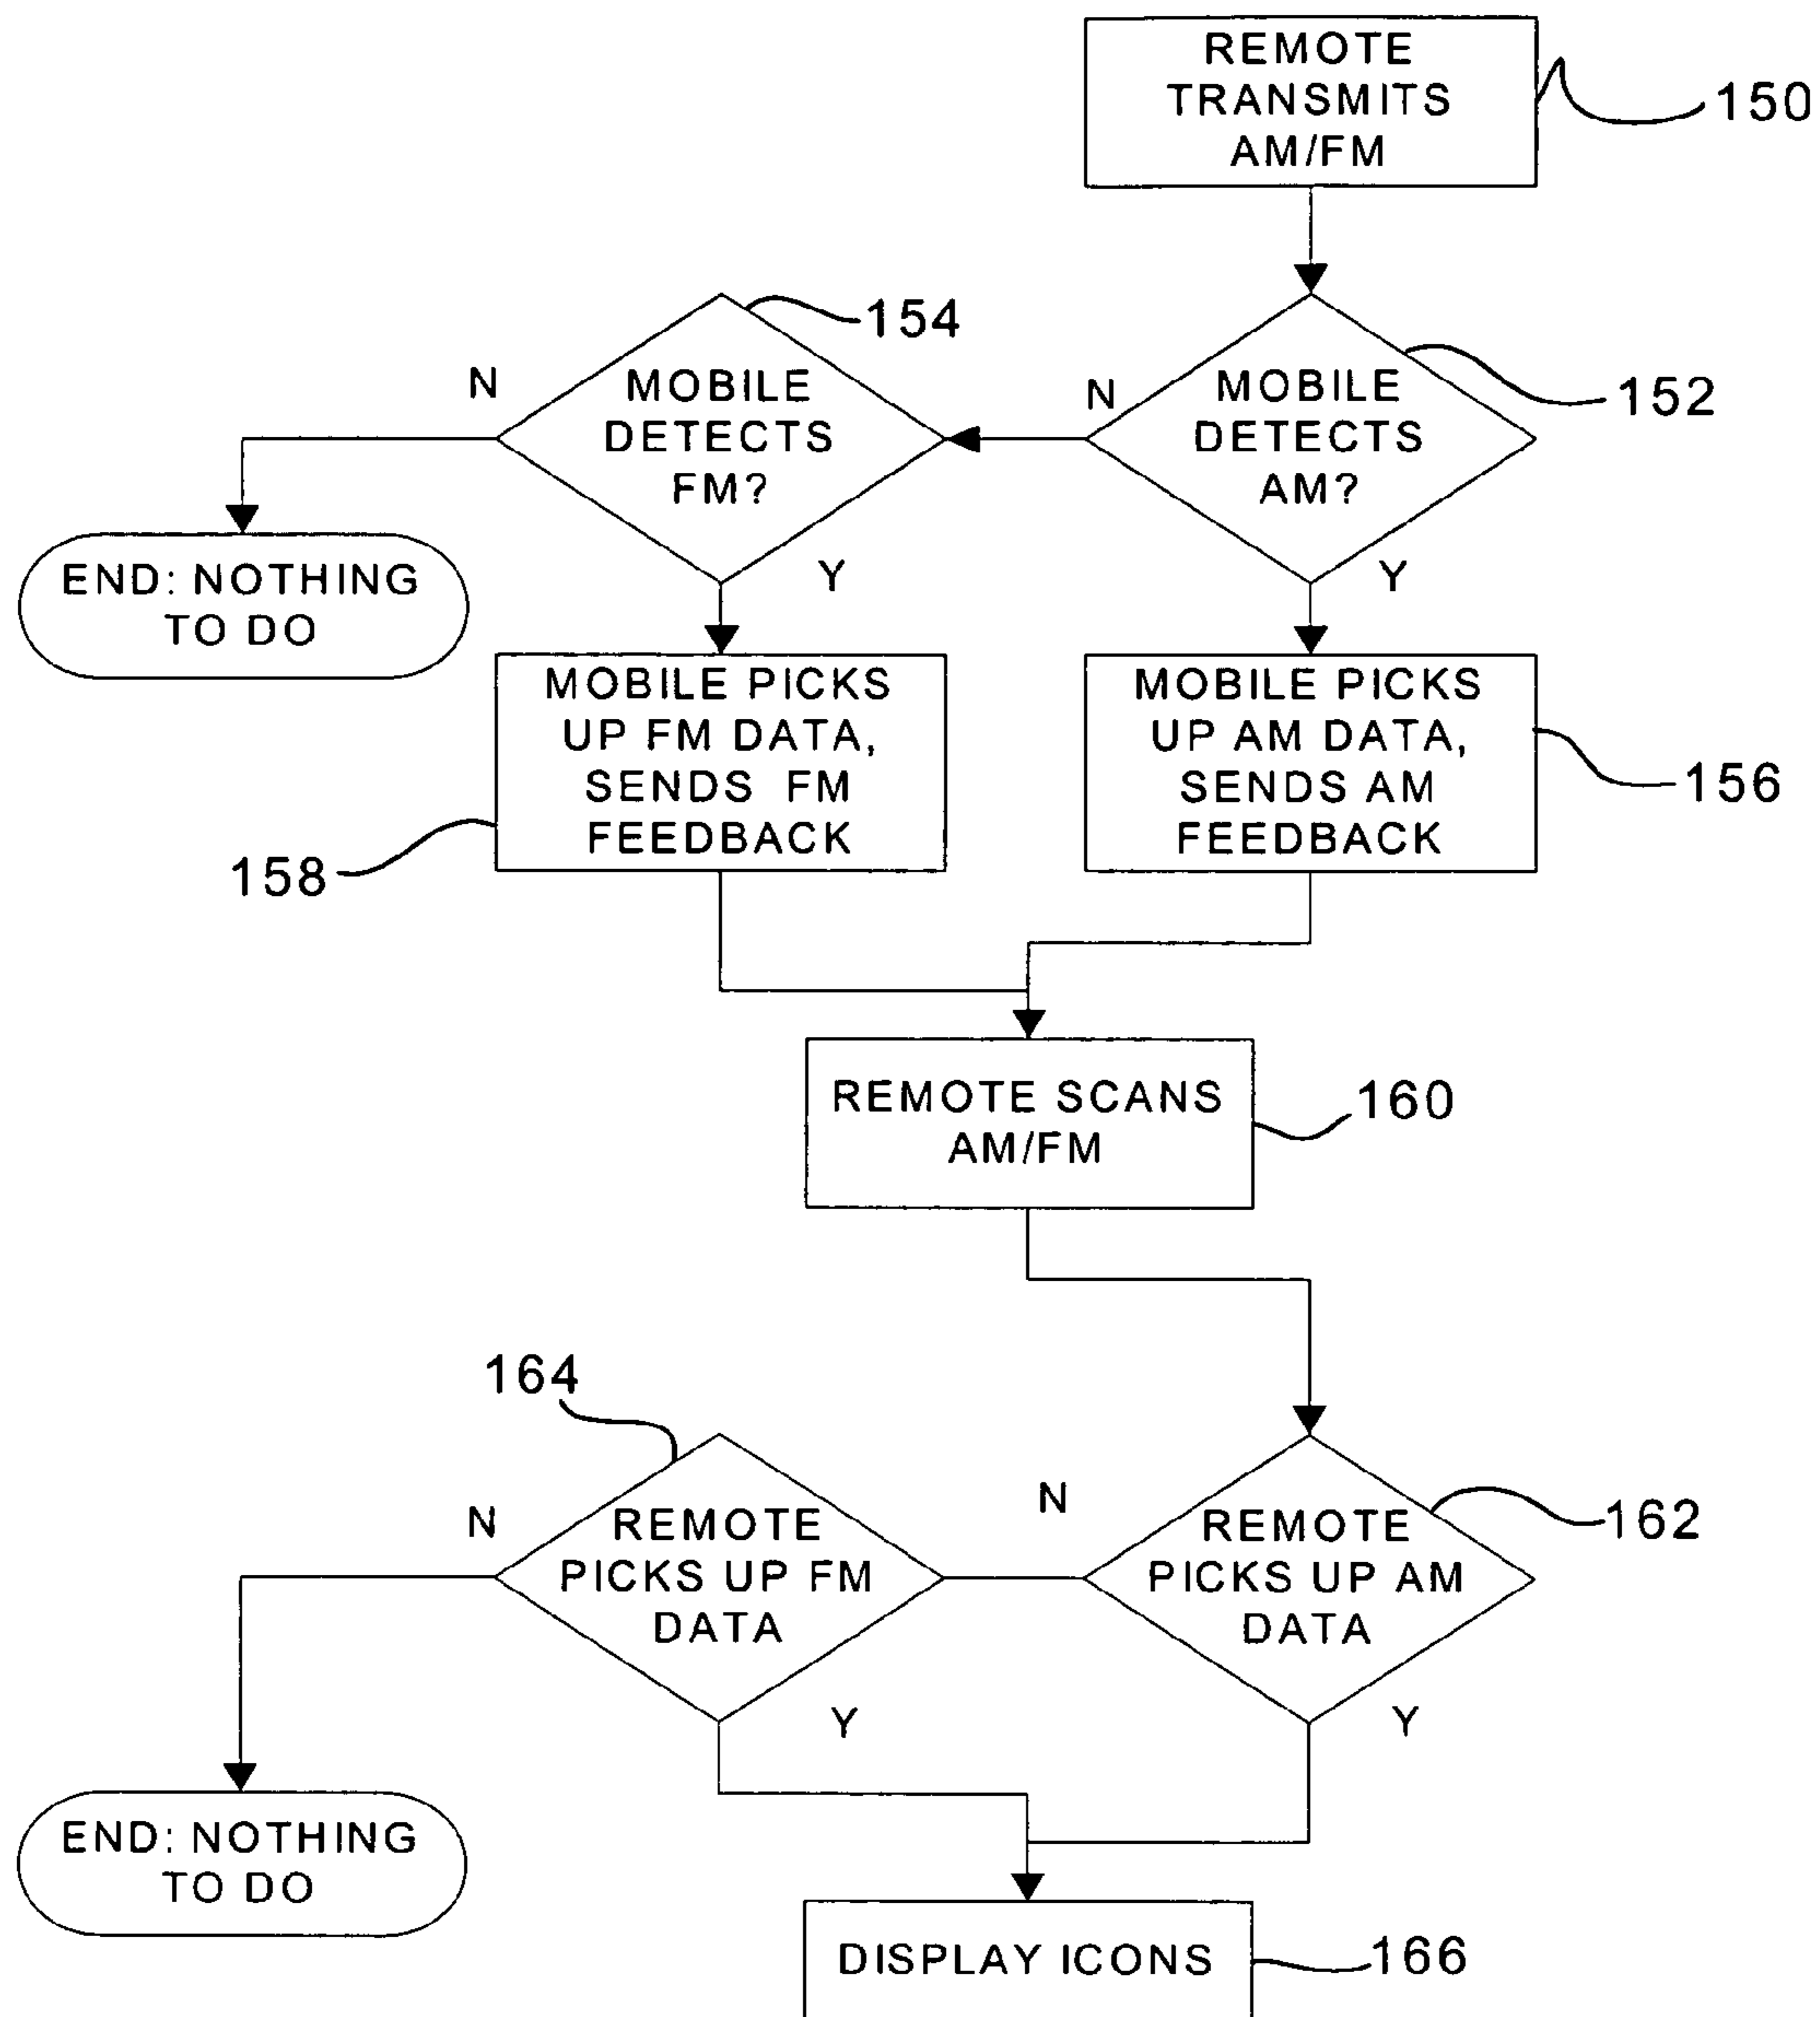 REMOTE
TRANSMITS
AM/FM
150
154
152
N
MOBILE
DETECTS
FM?
N
MOBILE
DETECTS
AM?
Y
Y
END: NOTHING
TO DO
MOBILE PICKS
UP FM DATA,
SENDS FM
FEEDBACK
158
MOBILE PICKS
UP AM DATA,
SENDS AM
FEEDBACK
156
REMOTE SCANS
AM/FM
160
164
162
N
REMOTE
PICKS UP FM
DATA
N
REMOTE
PICKS UP AM
DATA
Y
Y
END: NOTHING
TO DO
DISPLAY ICONS
166